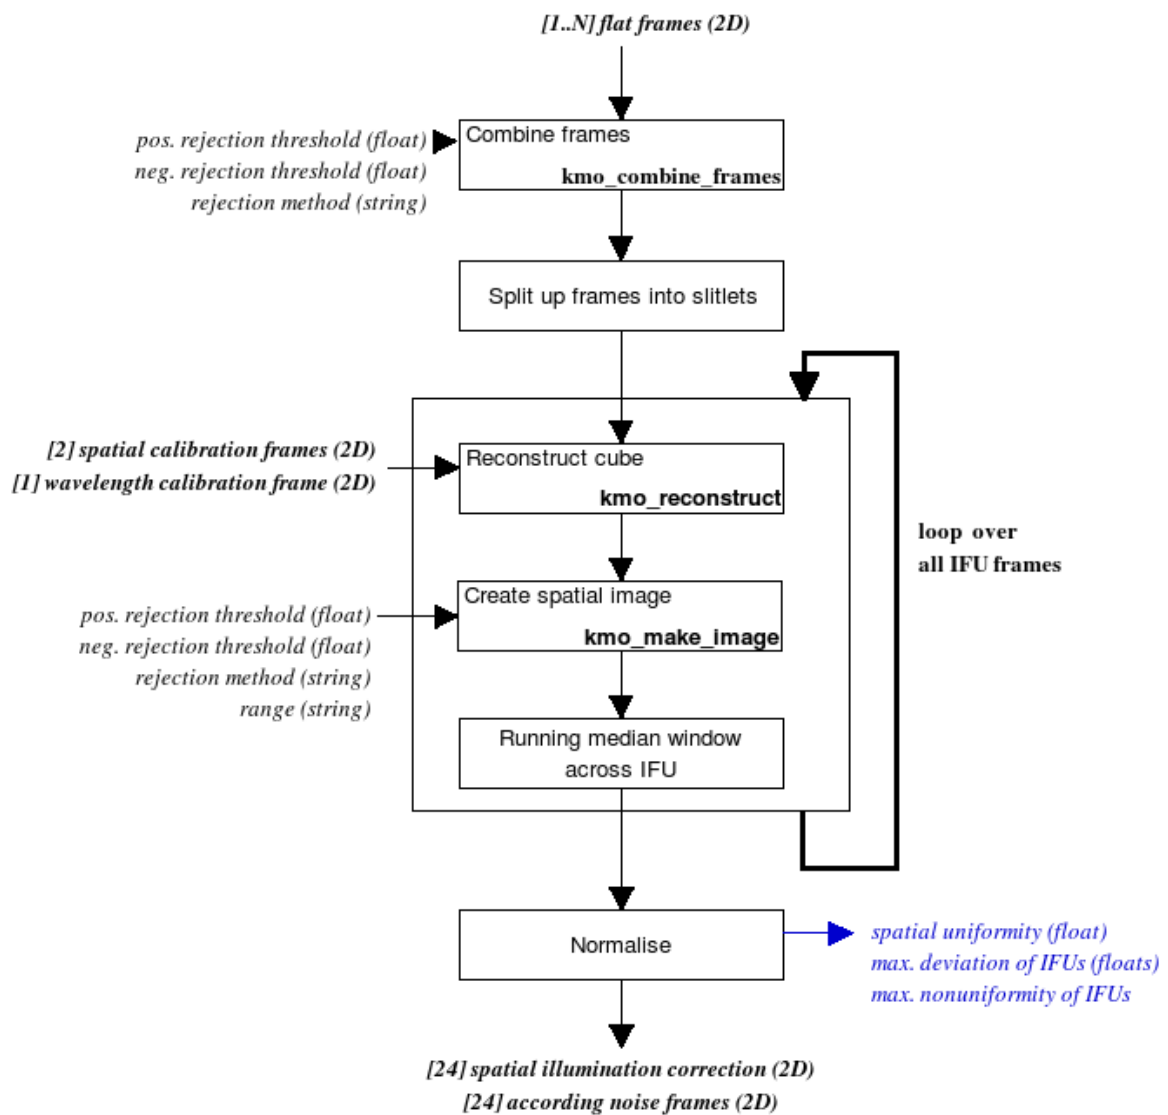 [1..N] flat frames (2D)
pos. rejection threshold (float)
neg. rejection threshold (float)
rejection method (string)
Combine frames
kmo_combine_frames
Split up frames into slitlets
[2] spatial calibration frames (2D)
[1] wavelength calibration frame (2D)
Reconstruct cube
kmo_reconstruct
loop over
all IFU frames
pos. rejection threshold (float)
neg. rejection threshold (float)
rejection method (string)
range (string)
Create spatial image
kmo_make_image
Running median window
across IFU
Normalise
spatial uniformity (float)
max. deviation of IFUs (floats)
max. nonuniformity of IFUs
[24] spatial illumination correction (2D)
[24] according noise frames (2D)